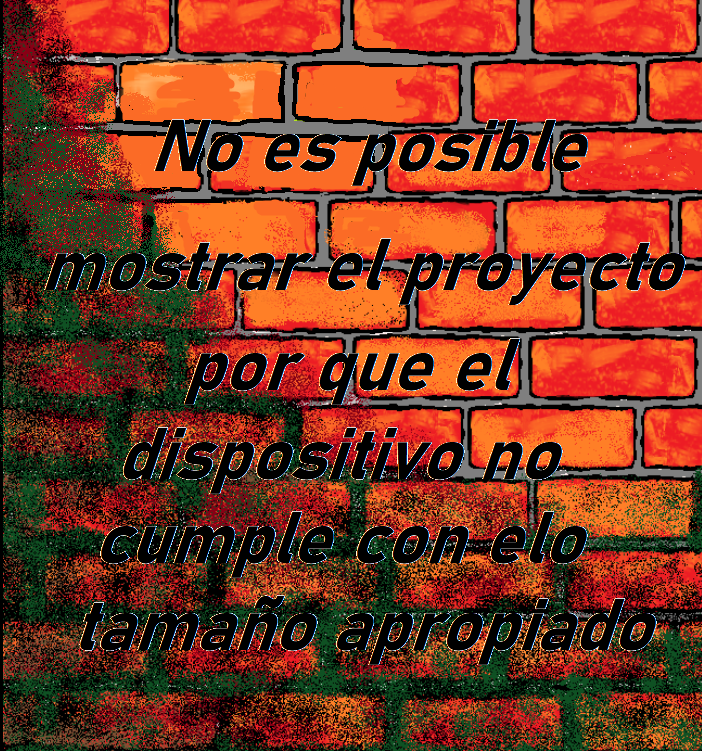 No es posible
mostrar el proyecto
por que el
dispositivo no
cumple con elo
tamaño apropiado